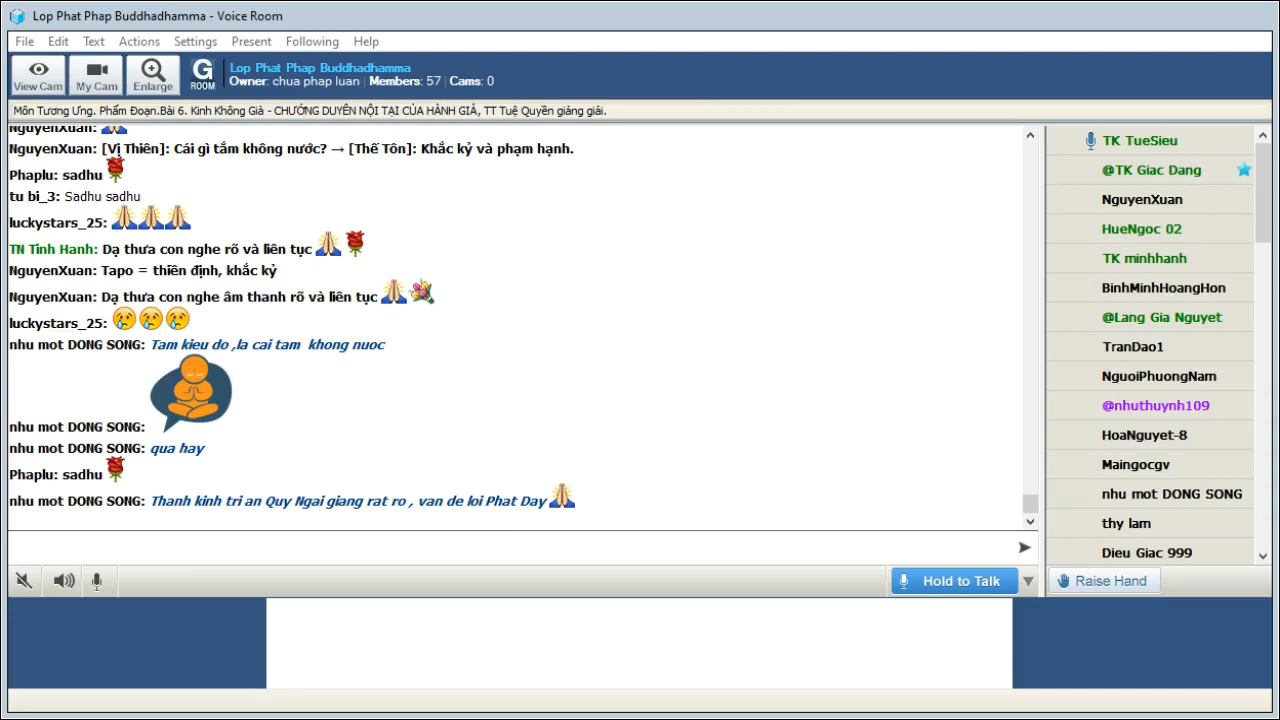 Lop Phat Phap Buddhadhamma - Voice Room
File Edit Text Actions Settings Present Following Help
View Cam My Cam Enlarge G ROOM
Lop Phat Phap Buddhadhamma
Owner: chua phap luan Members: 57 Cams: 0
Môn Tương Ưng. Phẩm Đoạn.Bài 6. Kinh Không Già - CHƯỚNG DUYÊN NỘI TẠI CỦA HÀNH GIẢ, TT Tuệ Quyền giảng giải.
NguyenXuan:
NguyenXuan: [Vị Thiên]: Cái gì tắm không nước? → [Thế Tôn]: Khắc kỷ và phạm hạnh.
Phaplu: sadhu
tu bi_3: Sadhu sadhu
luckystars_25:
TN Tinh Hanh: Dạ thưa con nghe rõ và liên tục
NguyenXuan: Tapo = thiên định, khắc kỷ
NguyenXuan: Dạ thưa con nghe âm thanh rõ và liên tục
luckystars_25:
nhu mot DONG SONG: Tam kieu do ,la cai tam khong nuoc
nhu mot DONG SONG:
nhu mot DONG SONG: qua hay
Phaplu: sadhu
nhu mot DONG SONG: Thanh kinh tri an Quy Ngai giang rat ro , van de loi Phat Day
TK TueSieu
@TK Giac Dang
NguyenXuan
HueNgoc 02
TK minhhanh
BinhMinhHoangHon
@Lang Gia Nguyet
TranDao1
NguoiPhuongNam
@nhuthuynh109
HoaNguyet-8
Maingocgv
nhu mot DONG SONG
thy lam
Dieu Giac 999
Hold to Talk
Raise Hand